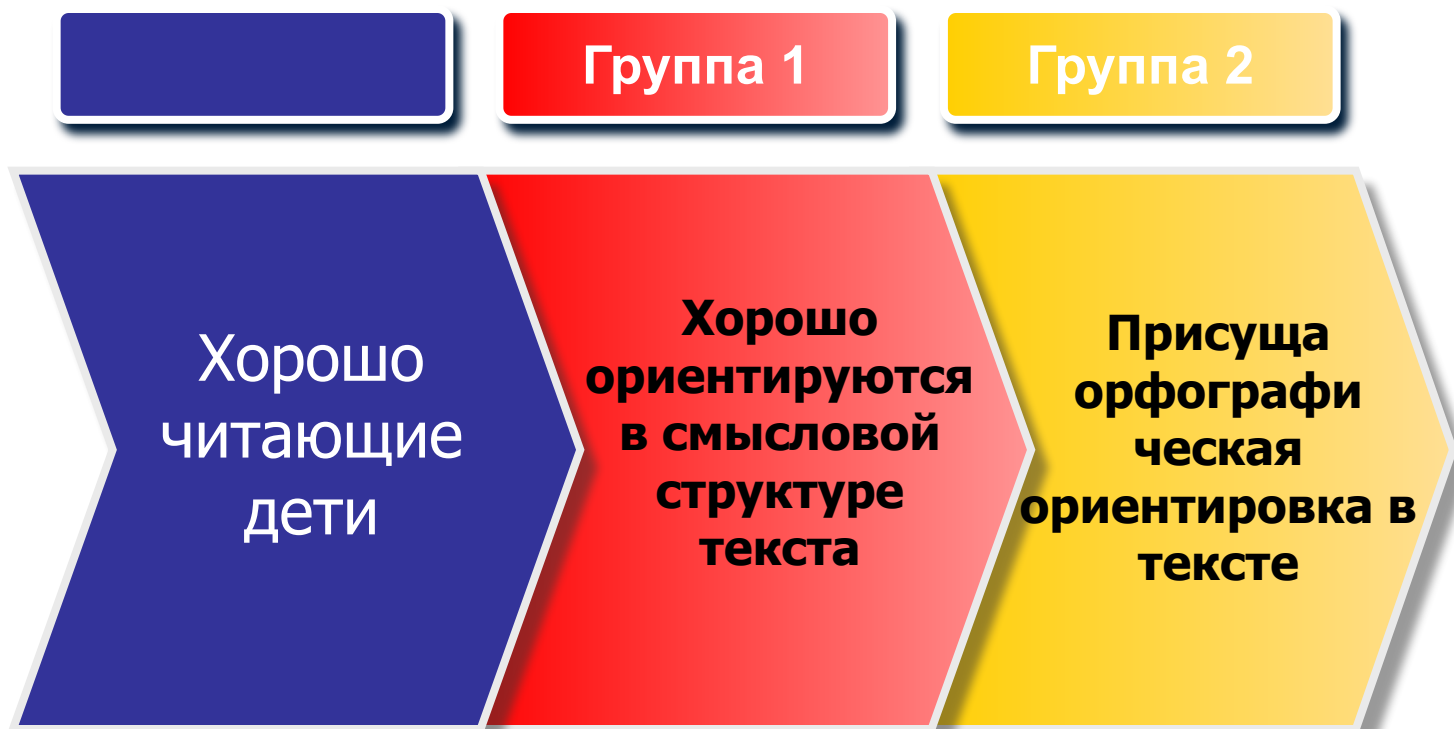 Группа 1
Группа 2
Хорошо
читающие
дети
Хорошо
ориентируются
в смысловой
структуре
текста
Присуща
орфографи
ческая
ориентировка в
тексте